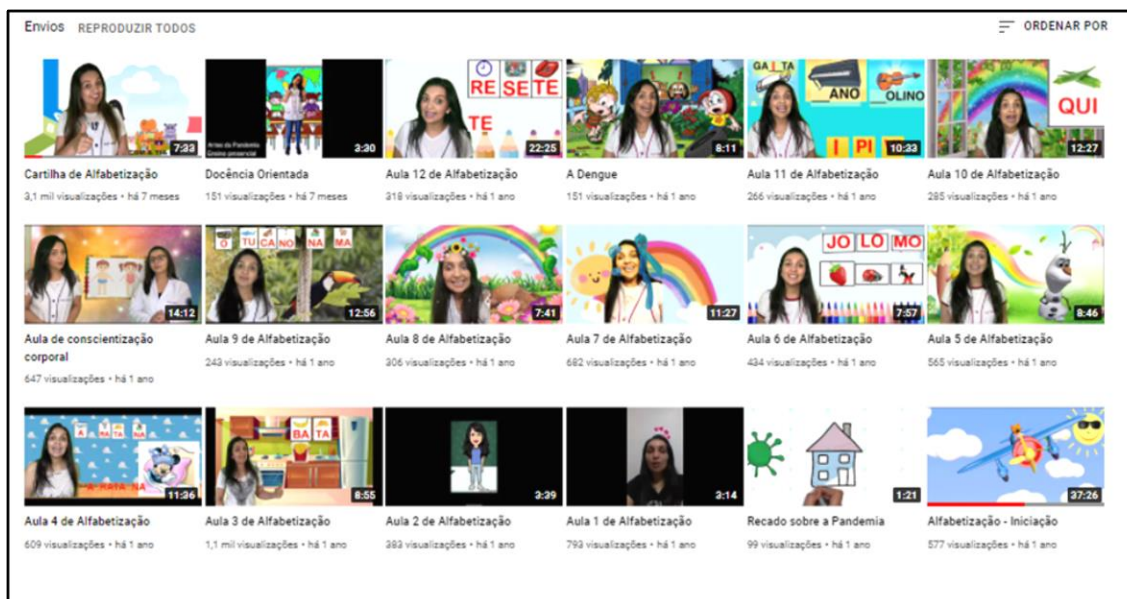 Envios REPRODUZIR TODOS ORDENAR POR
7:33
Artes da Pandemia
Ensino presencial
3:30
RE SE TE
TE
22:25
8:11
GA TA
ANO
OLINO
I PI
10:33
QUI
12:27
Cartilha de Alfabetização
3,1 mil visualizações • há 7 meses
Docência Orientada
151 visualizações • há 7 meses
Aula 12 de Alfabetização
318 visualizações • há 1 ano
A Dengue
151 visualizações • há 1 ano
Aula 11 de Alfabetização
266 visualizações • há 1 ano
Aula 10 de Alfabetização
285 visualizações • há 1 ano
14:12
O TU CA NO NA MA
12:56
7:41
11:27
JO LO MO
7:57
8:46
Aula de conscientização
corporal
647 visualizações • há 1 ano
Aula 9 de Alfabetização
243 visualizações • há 1 ano
Aula 8 de Alfabetização
306 visualizações • há 1 ano
Aula 7 de Alfabetização
682 visualizações • há 1 ano
Aula 6 de Alfabetização
434 visualizações • há 1 ano
Aula 5 de Alfabetização
565 visualizações • há 1 ano
A RA TA NA
A RATA NA
11:36
BA TA
8:55
3:39
3:14
1:21
37:26
Aula 4 de Alfabetização
609 visualizações • há 1 ano
Aula 3 de Alfabetização
1,1 mil visualizações • há 1 ano
Aula 2 de Alfabetização
383 visualizações • há 1 ano
Aula 1 de Alfabetização
793 visualizações • há 1 ano
Recado sobre a Pandemia
99 visualizações • há 1 ano
Alfabetização - Iniciação
577 visualizações • há 1 ano